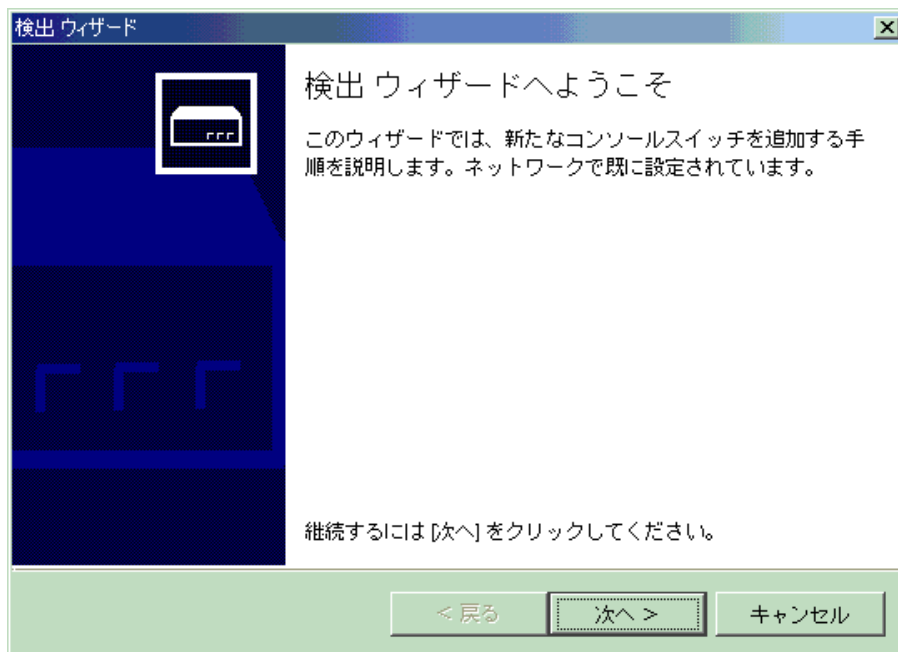 検出 ウィザード
検出 ウィザードへようこそ
このウィザードでは、新たなコンソールスイッチを追加する手
順を説明します。ネットワークで既に設定されています。
継続するには [次へ] をクリックしてください。
< 戻る
次へ >
キャンセル